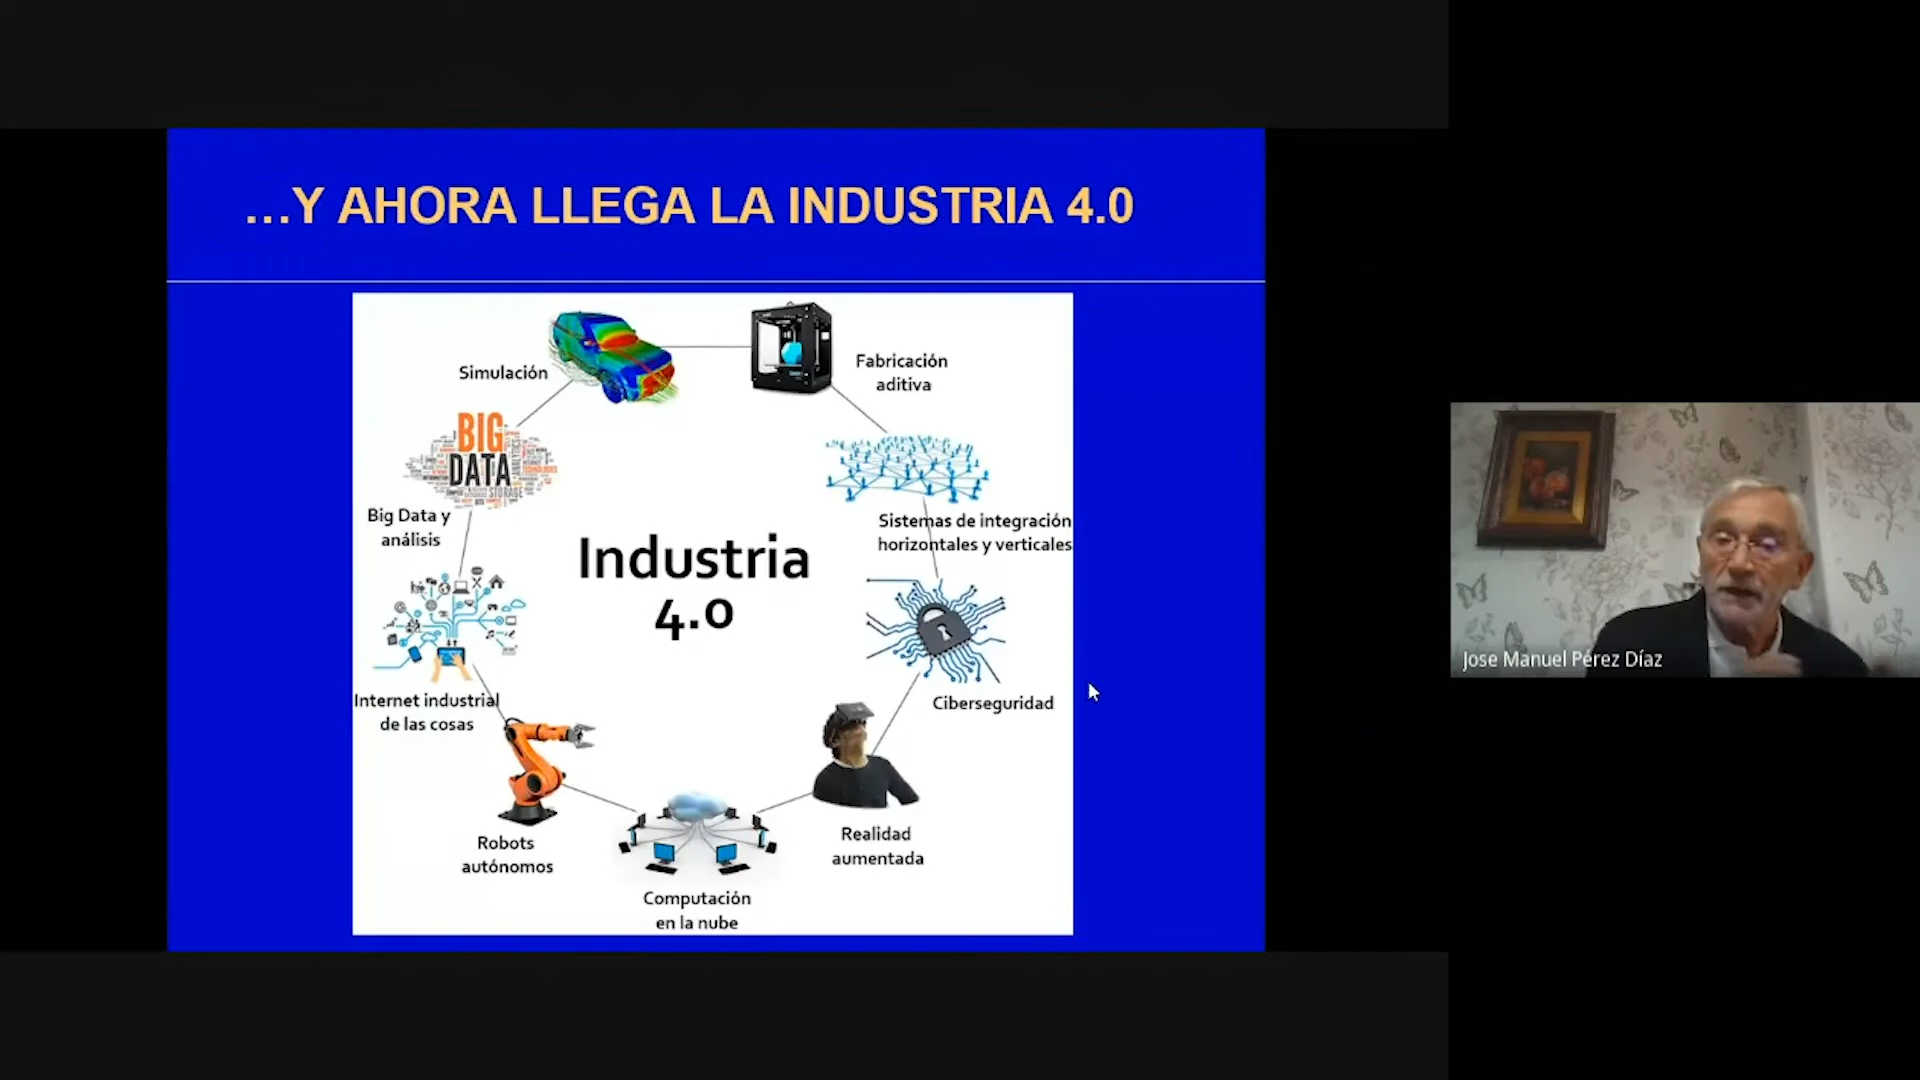 …Y AHORA LLEGA LA INDUSTRIA 4.0
Simulación
Fabricación
aditiva
BIG
DATA
ANALYTICS
STORAGE
Big Data y
análisis
Sistemas de integración
horizontales y verticales
Industria
4.0
Internet industrial
de las cosas
Ciberseguridad
Robots
autónomos
Realidad
aumentada
Computación
en la nube
Jose Manuel Pérez Díaz